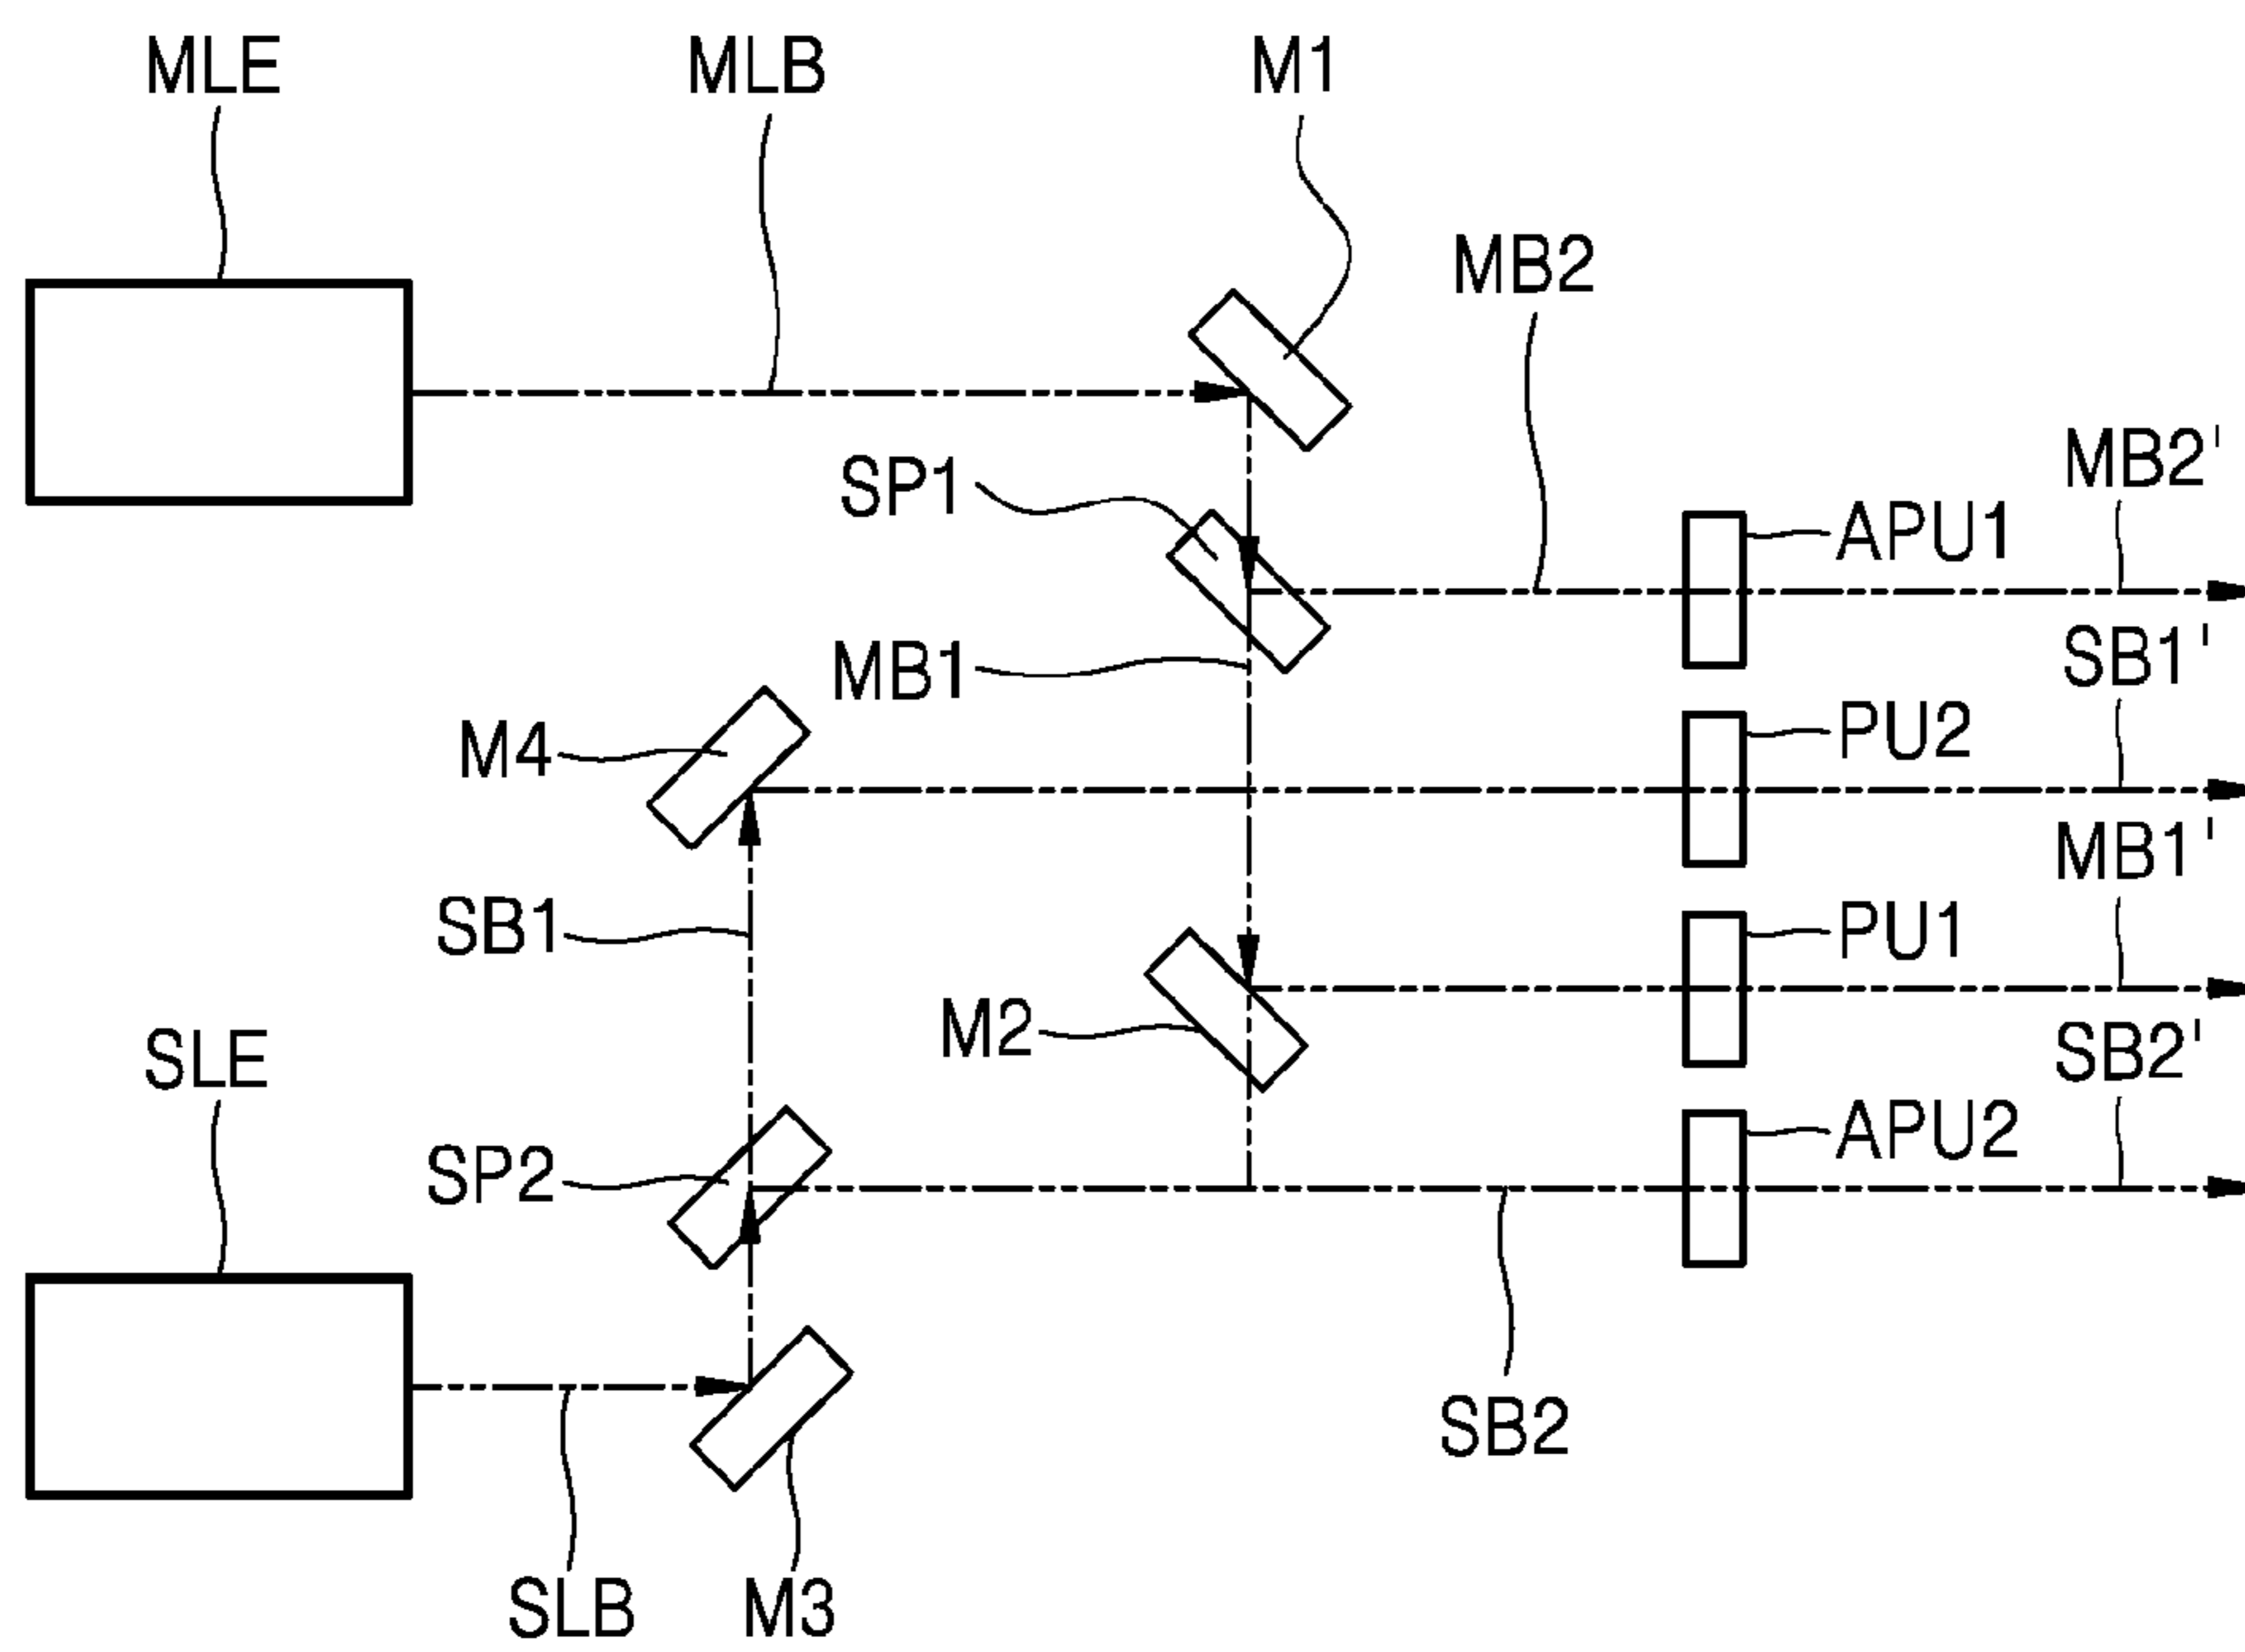 MLE MLB M1
MB2
SP1 MB2'
APU1
MB1 SB1'
M4 PU2
MB1'
SB1 PU1
M2
SLE SB2'
SP2 APU2
SB2
SLB M3